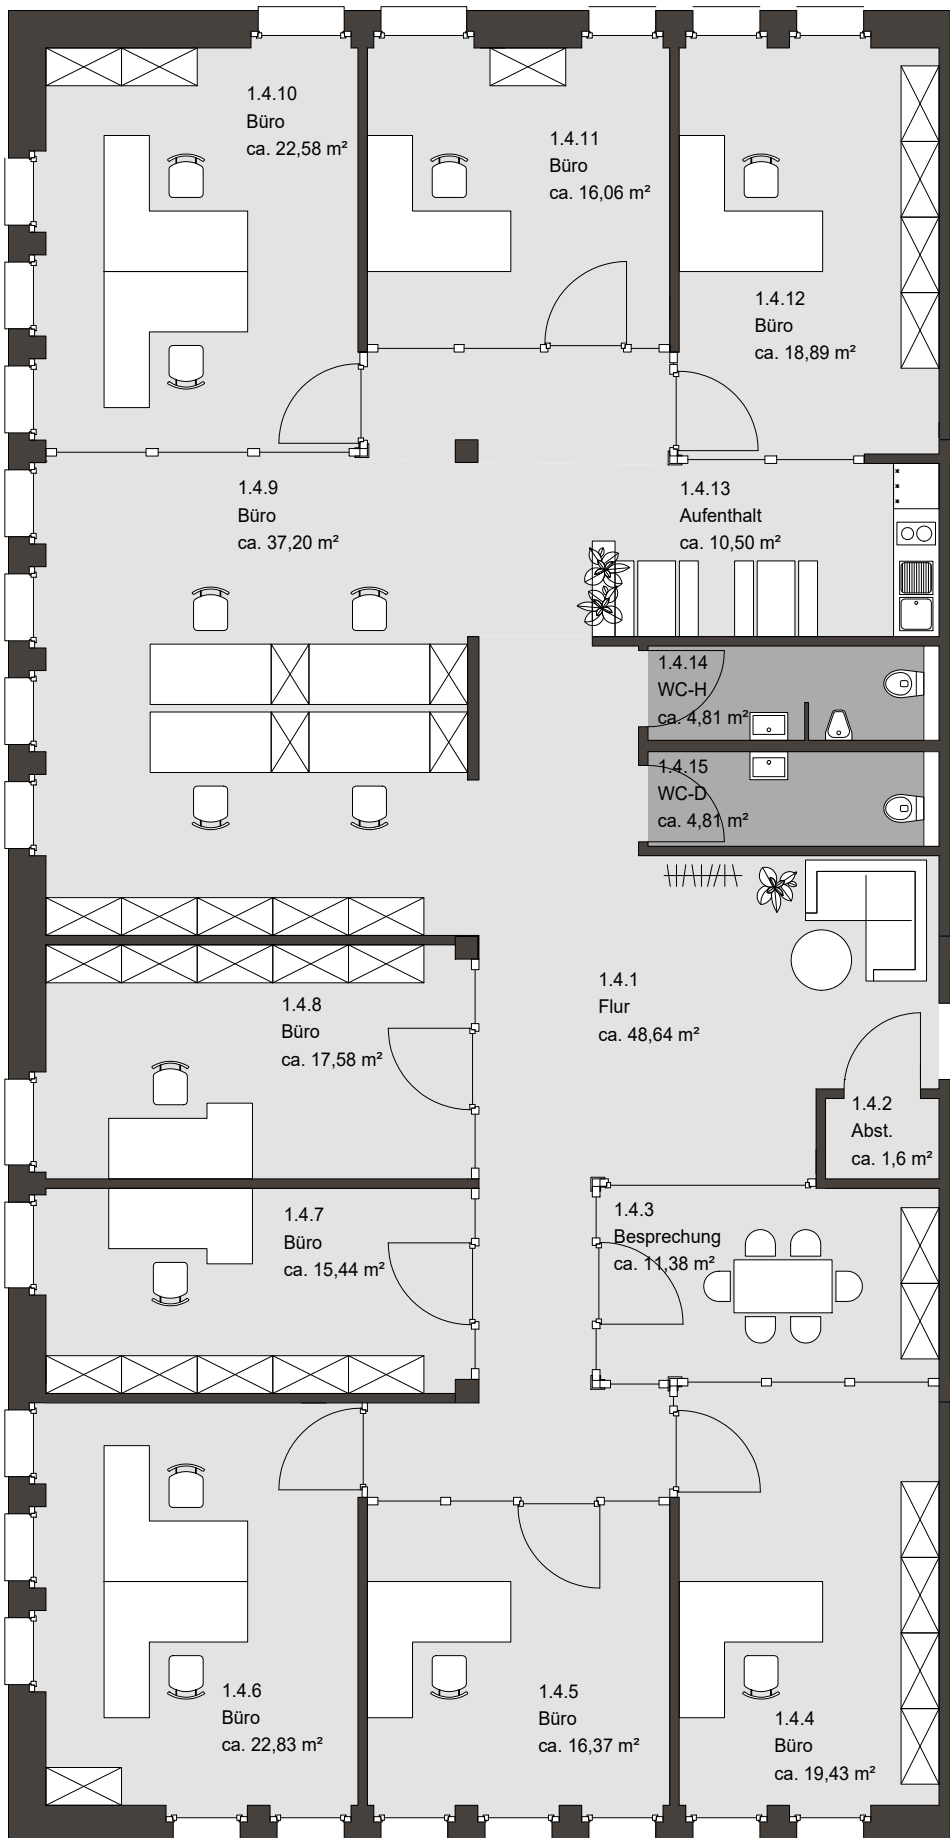 1.4.10
Büro
ca. 22,58 m²
1.4.11
Büro
ca. 16,06 m²
1.4.12
Büro
ca. 18,89 m²
1.4.9
Büro
ca. 37,20 m²
1.4.13
Aufenthalt
ca. 10,50 m²
1.4.14
WC-H
ca. 4,81 m²
1.4.15
WC-D
ca. 4,81 m²
1.4.1
Flur
ca. 48,64 m²
1.4.8
Büro
ca. 17,58 m²
1.4.2
Abst.
ca. 1,6 m²
1.4.7
Büro
ca. 15,44 m²
1.4.3
Besprechung
ca. 11,38 m²
1.4.6
Büro
ca. 22,83 m²
1.4.5
Büro
ca. 16,37 m²
1.4.4
Büro
ca. 19,43 m²